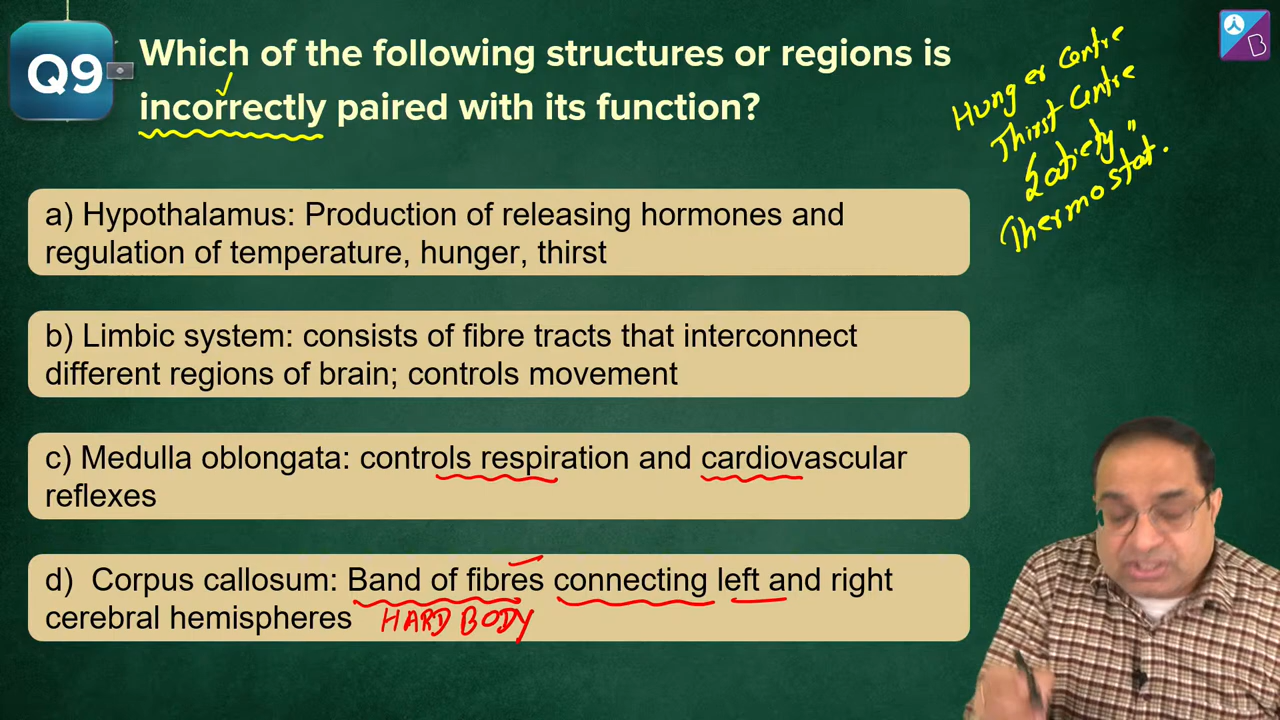 Q9
Which of the following structures or regions is
incorrectly paired with its function?
Hunger Centre
Thirst Centre
Satiety "
Thermostat.
B
a) Hypothalamus: Production of releasing hormones and
regulation of temperature, hunger, thirst
b) Limbic system: consists of fibre tracts that interconnect
different regions of brain; controls movement
c) Medulla oblongata: controls respiration and cardiovascular
reflexes
d) Corpus callosum: Band of fibres connecting left and right
cerebral hemispheres HARD BODY